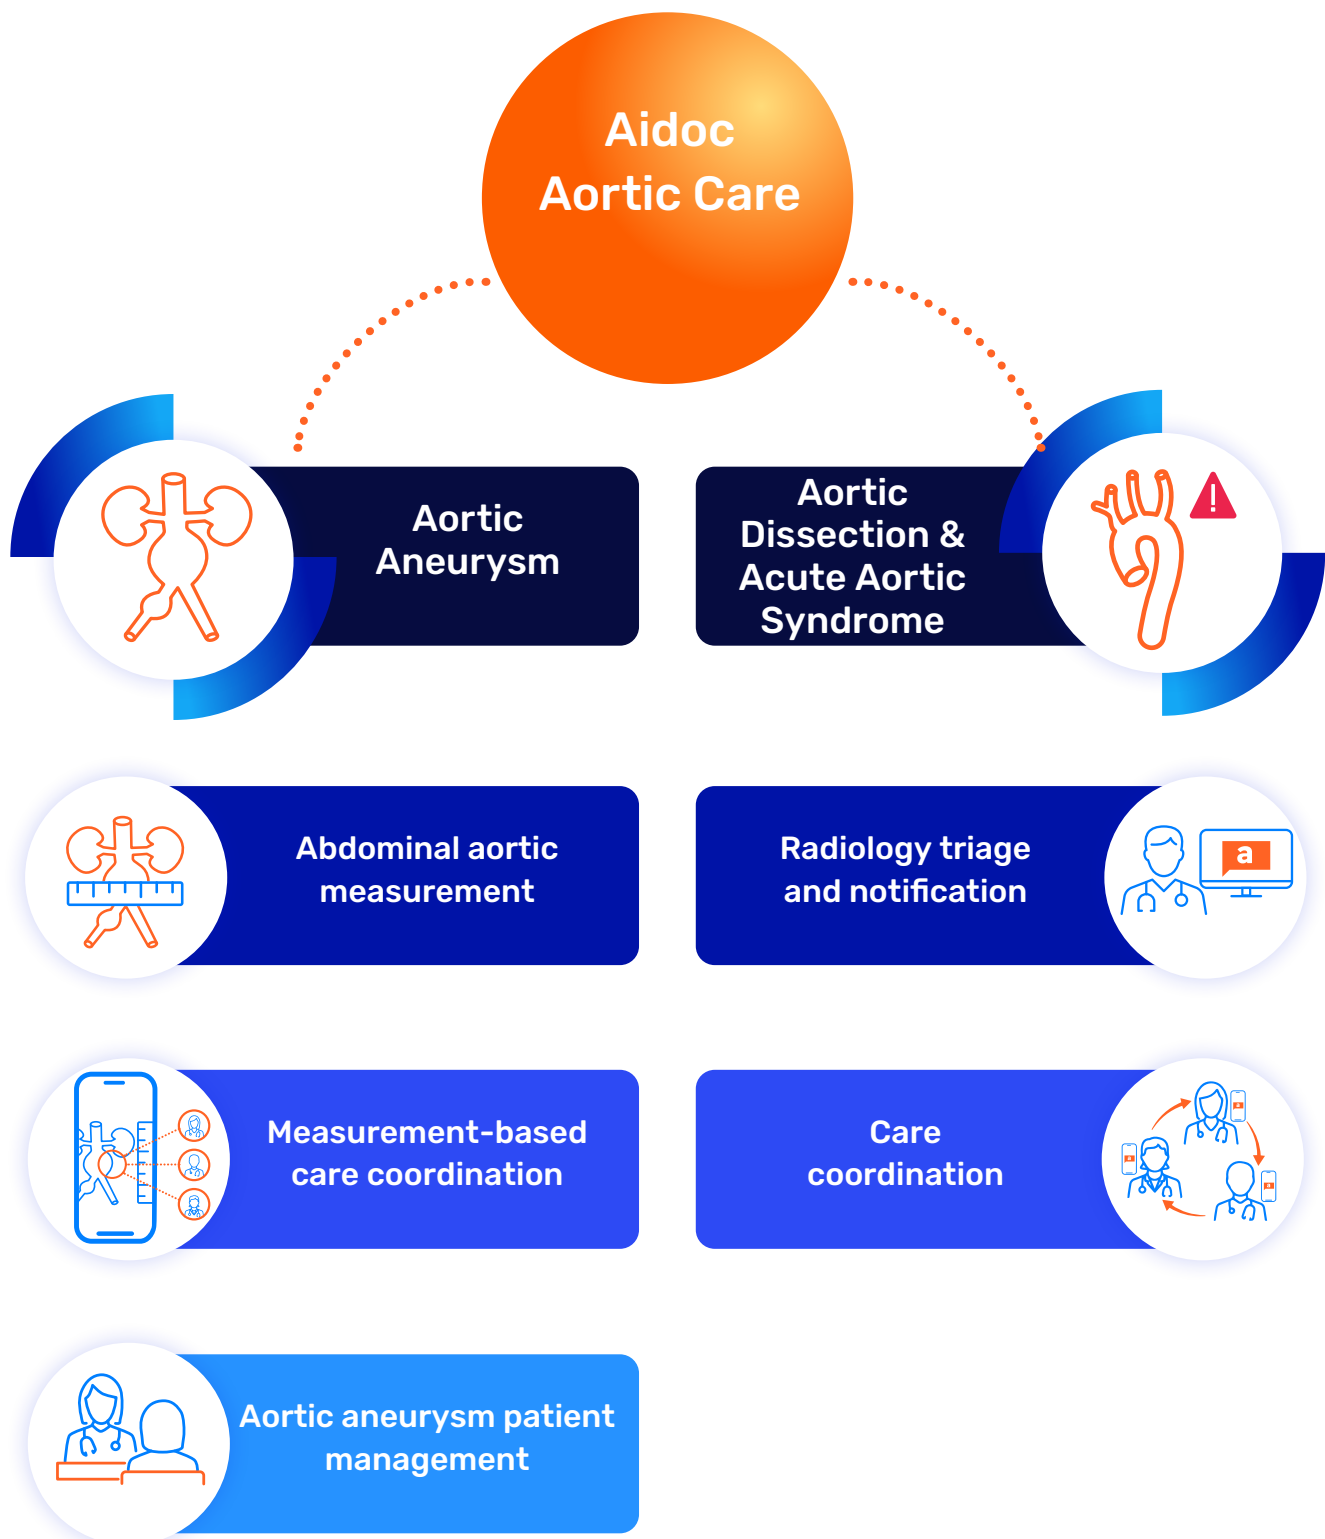 Aidoc
Aortic Care
Aortic
Aneurysm
Aortic
Dissection &
Acute Aortic
Syndrome
Abdominal aortic
measurement
Radiology triage
and notification
a
Measurement-based
care coordination
Care
coordination
Aortic aneurysm patient
management